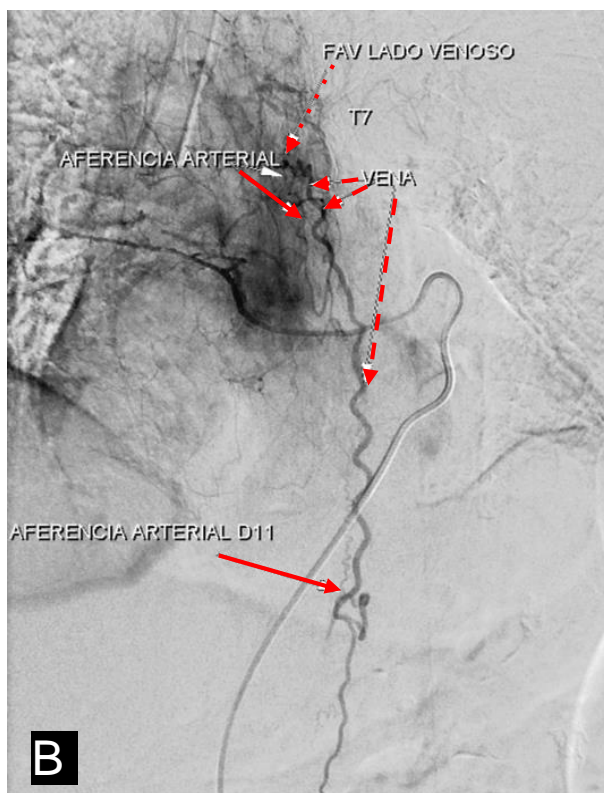 FAV LADO VENOSO
T7
AFERENCIA ARTERIAL
VENA
AFERENCIA ARTERIAL D11
B